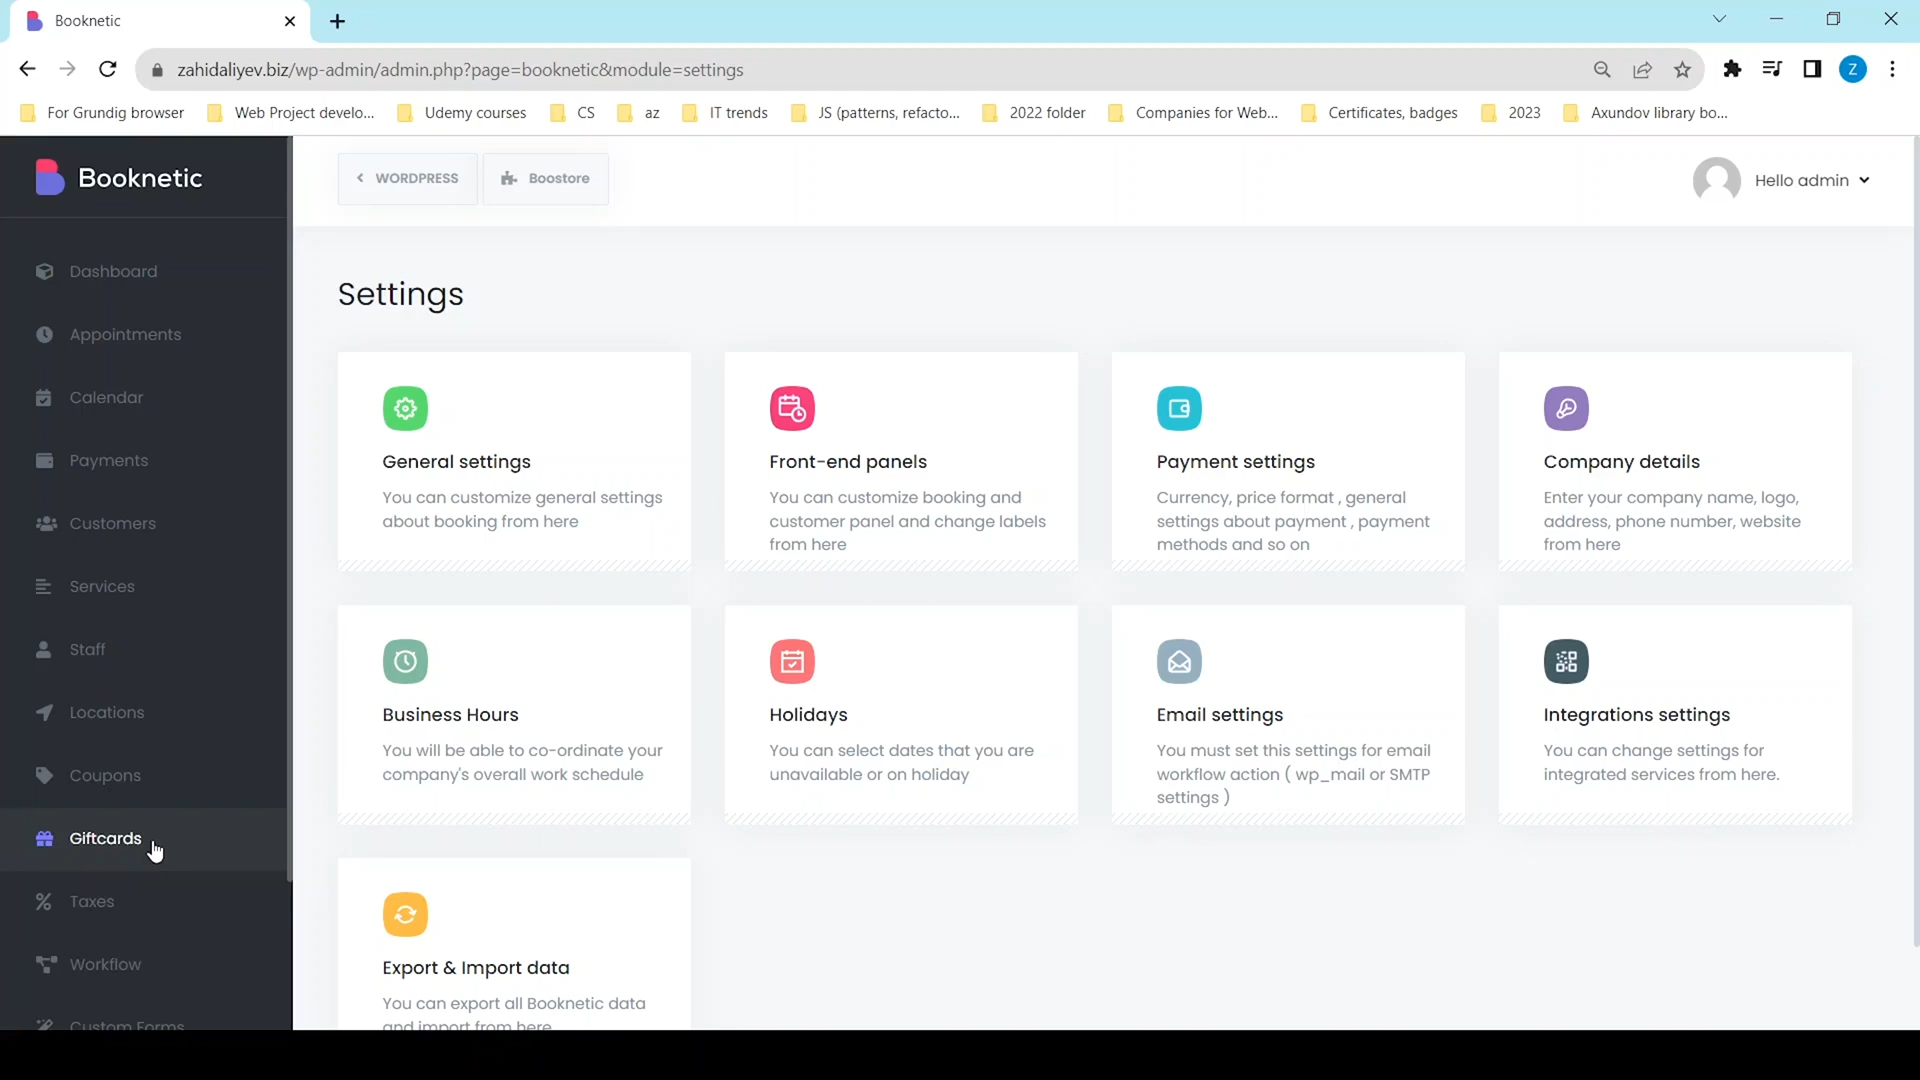 Booknetic
zahidaliyev.biz/wp-admin/admin.php?page=booknetic&module=settings
Z
For Grundig browser
Web Project develo...
Udemy courses
CS
az
IT trends
JS (patterns, refacto...
2022 folder
Companies for Web...
Certificates, badges
2023
Axundov library bo...
Booknetic
WORDPRESS
Boostore
Hello admin
Dashboard
Appointments
Calendar
Payments
Customers
Services
Staff
Locations
Coupons
Giftcards
Taxes
Workflow
Custom Forms
Settings
General settings
You can customize general settings
about booking from here
Front-end panels
You can customize booking and
customer panel and change labels
from here
Payment settings
Currency, price format , general
settings about payment , payment
methods and so on
Company details
Enter your company name, logo,
address, phone number, website
from here
Business Hours
You will be able to co-ordinate your
company's overall work schedule
Holidays
You can select dates that you are
unavailable or on holiday
Email settings
You must set this settings for email
workflow action ( wp_mail or SMTP
settings )
Integrations settings
You can change settings for
integrated services from here.
Export & Import data
You can export all Booknetic data
and import from here